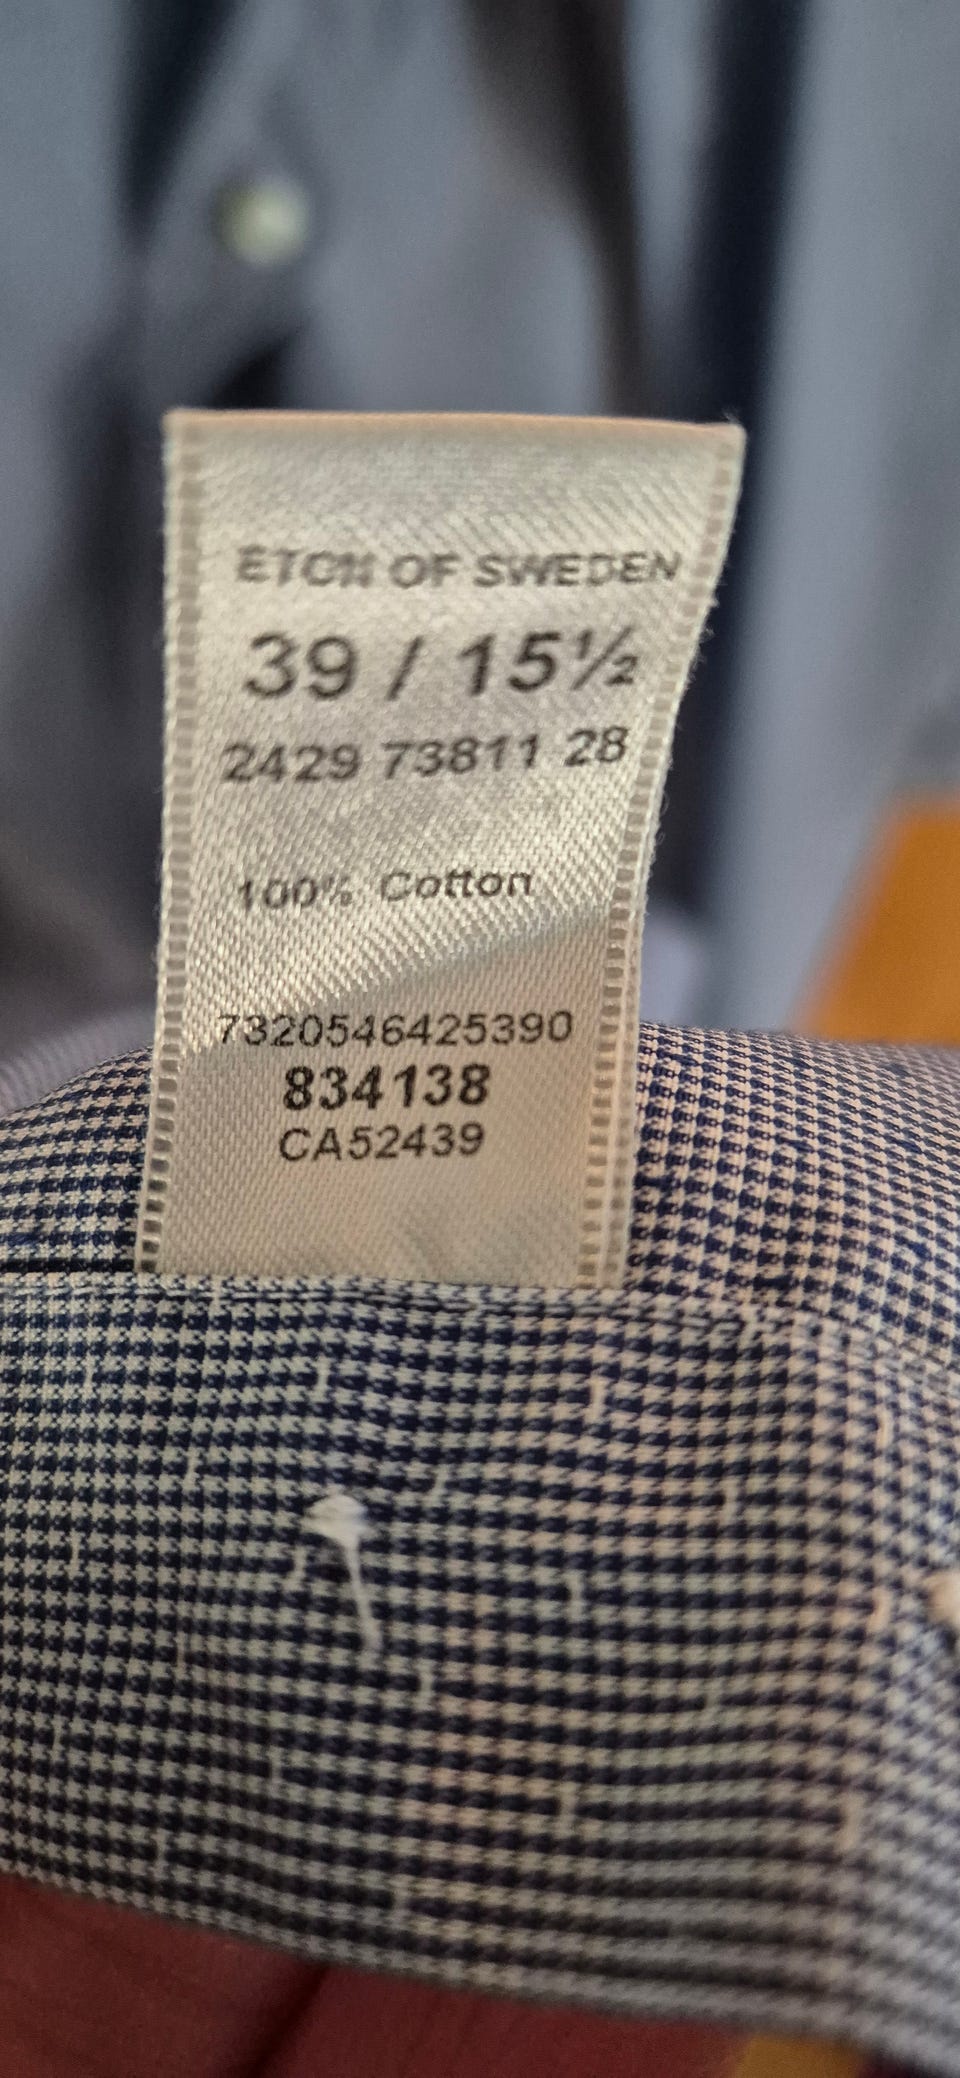 ETON OF SWEDEN
39 / 15½
2429 73811 28
100% Cotton
7320546425390
834138
CA52439